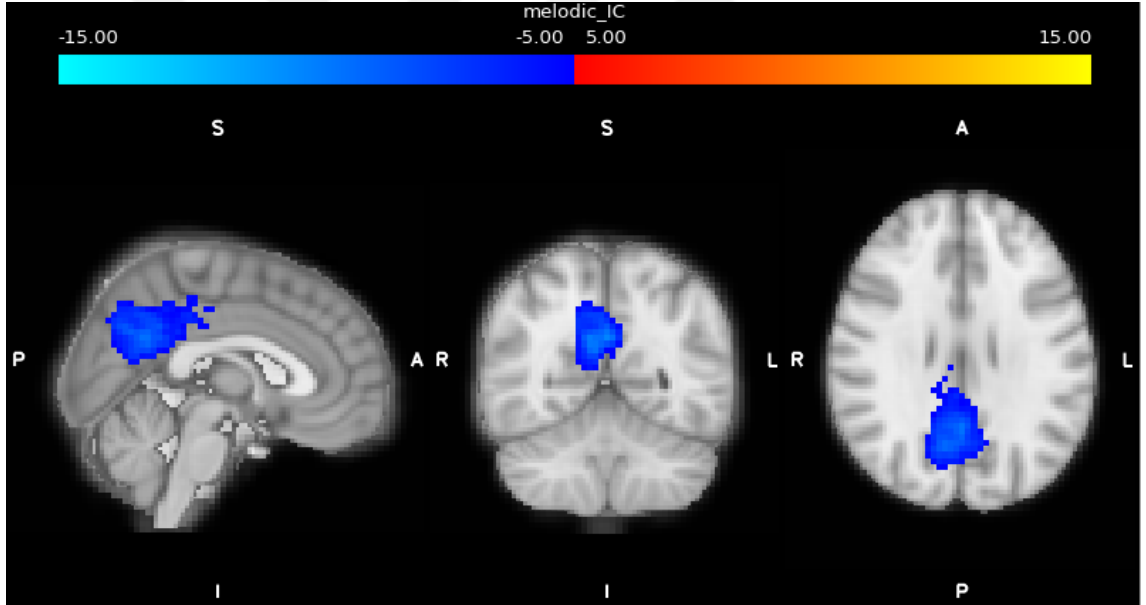 melodic_IC
-15.00 -5.00 5.00 15.00
S S A
P A R L R L
I I P